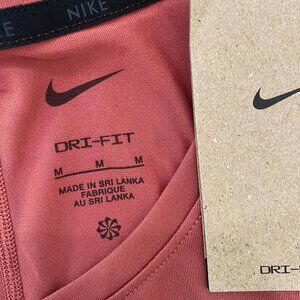 NIKE
DRI-FIT
M M M
MADE IN SRI LANKA
FABRIQUE
AU SRI LANKA
DRI-